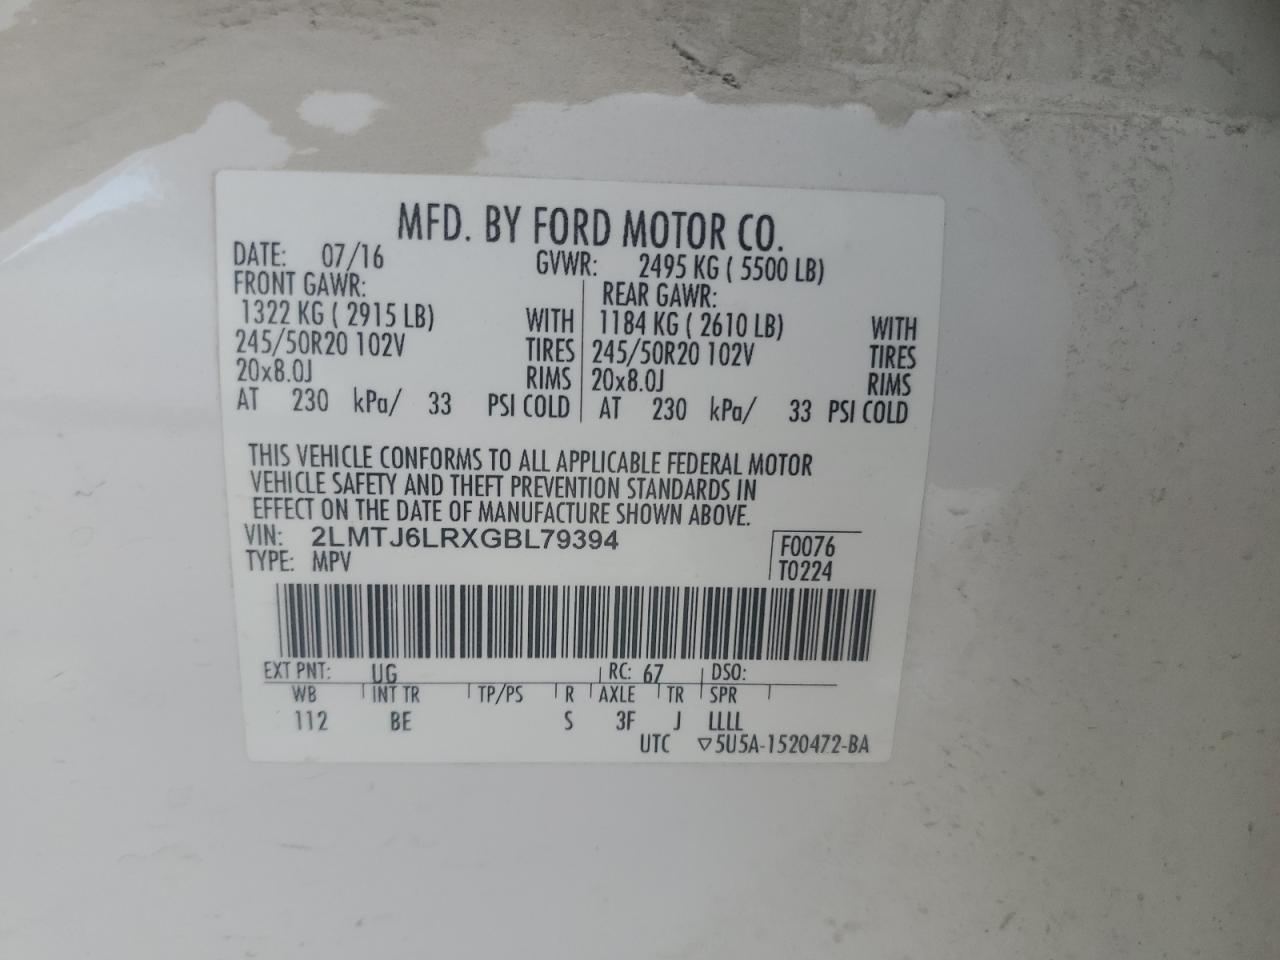 MFD. BY FORD MOTOR CO.
DATE: 07/16 GVWR: 2495 KG ( 5500 LB)
FRONT GAWR: REAR GAWR:
1322 KG ( 2915 LB) WITH 1184 KG ( 2610 LB) WITH
245/50R20 102V TIRES 245/50R20 102V TIRES
20x8.0J RIMS 20x8.0J RIMS
AT 230 kPa/ 33 PSI COLD AT 230 kPa/ 33 PSI COLD
THIS VEHICLE CONFORMS TO ALL APPLICABLE FEDERAL MOTOR
VEHICLE SAFETY AND THEFT PREVENTION STANDARDS IN
EFFECT ON THE DATE OF MANUFACTURE SHOWN ABOVE.
VIN: 2LMTJ6LRXGBL79394 F0076
TYPE: MPV T0224
EXT PNT: UG RC: 67 DSO:
WB INT TR TP/PS R AXLE TR SPR
112 BE S 3F J LLLL
UTC ▽5U5A-1520472-BA